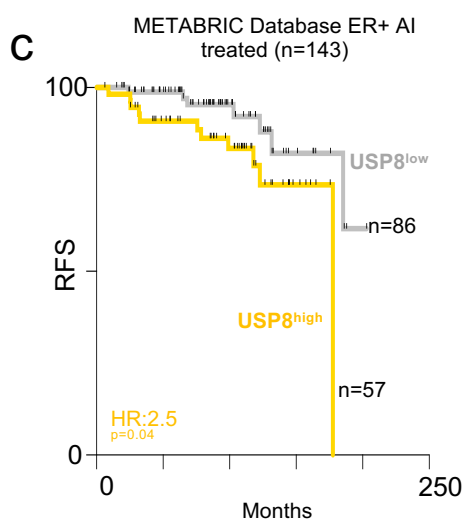 C
METABRIC Database ER+ AI
treated (n=143)
100
USP8low
n=86
RFS
USP8high
n=57
HR:2.5
p=0.04
0
0
250
Months